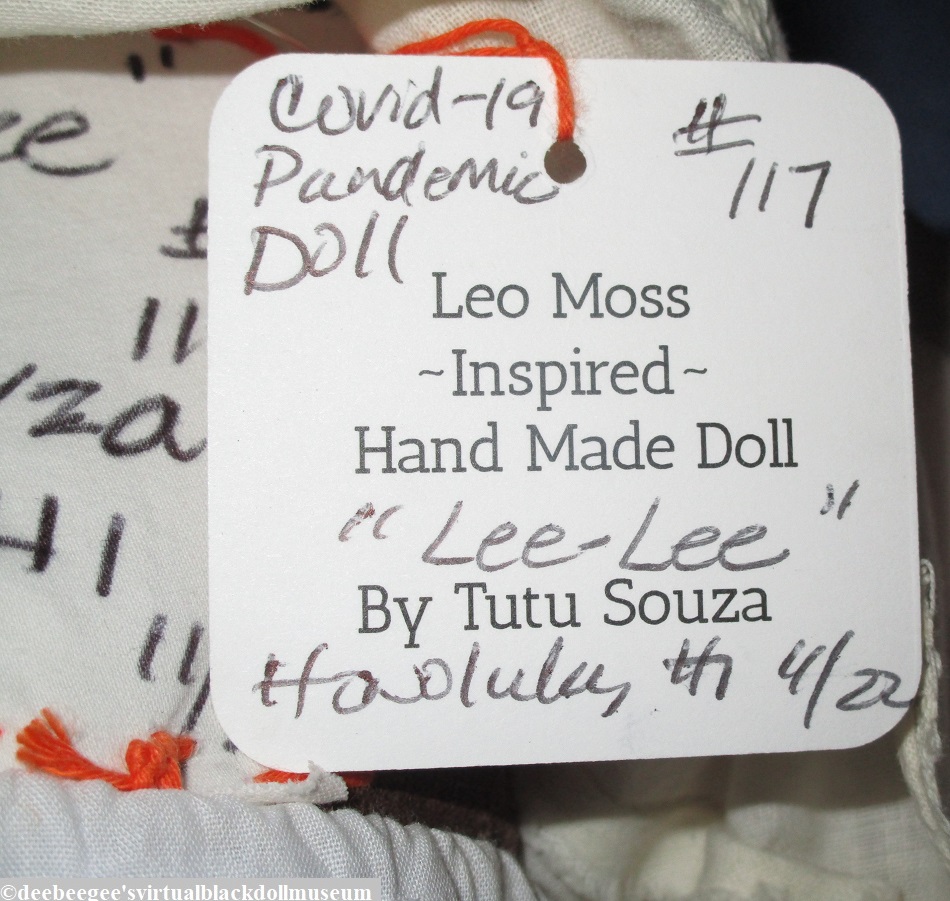 Covid-19
Pandemic
Doll
#
117
Leo Moss
~Inspired~
Hand Made Doll
"Lee-Lee"
By Tutu Souza
Honolulu, HI 4/22
©deebeegee'svirtualblackdollmuseum